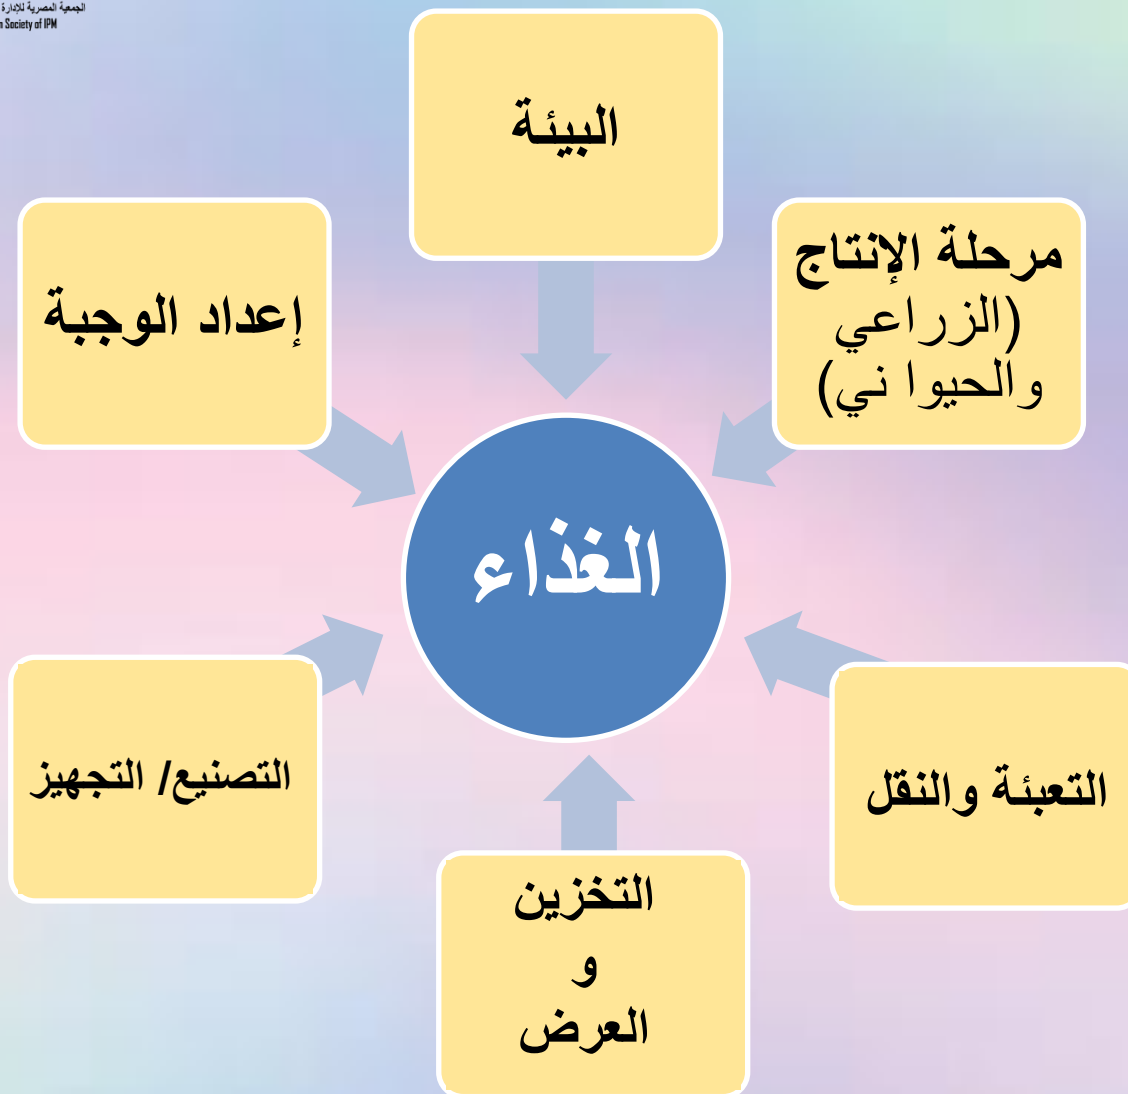 الجمعية المصرية للإدارة
Society of IPM
البيئة
مرحلة الإنتاج
(الزراعي
والحيوا ني)
إعداد الوجبة
الغذاء
التعبئة والنقل
التصنيع/ التجهيز
التخزين
و
العرض